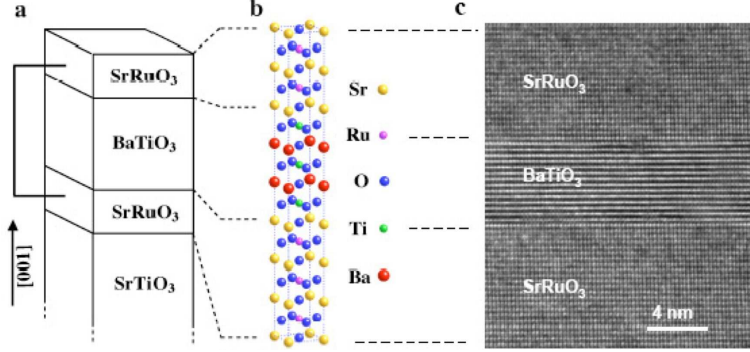 a
b
c
SrRuO₃
BaTiO₃
SrRuO₃
SrTiO₃
[001]
Sr
Ru
O
Ti
Ba
SrRuO₃
BaTiO₃
SrRuO₃
4 nm